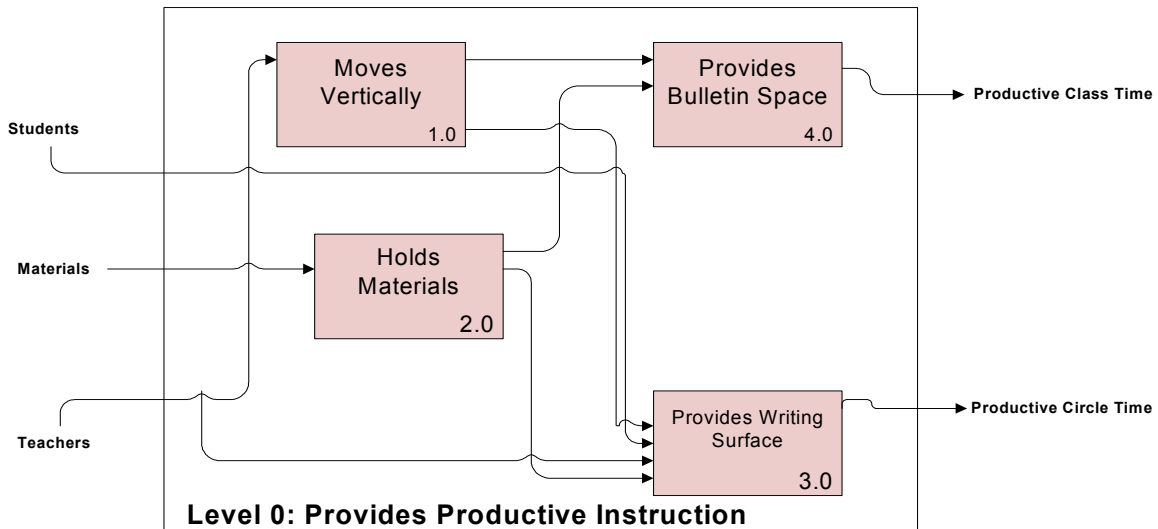 Moves
Vertically
1.0
Provides
Bulletin Space
4.0
Productive Class Time
Students
Materials
Holds
Materials
2.0
Teachers
Provides Writing
Surface
3.0
Productive Circle Time
Level 0: Provides Productive Instruction